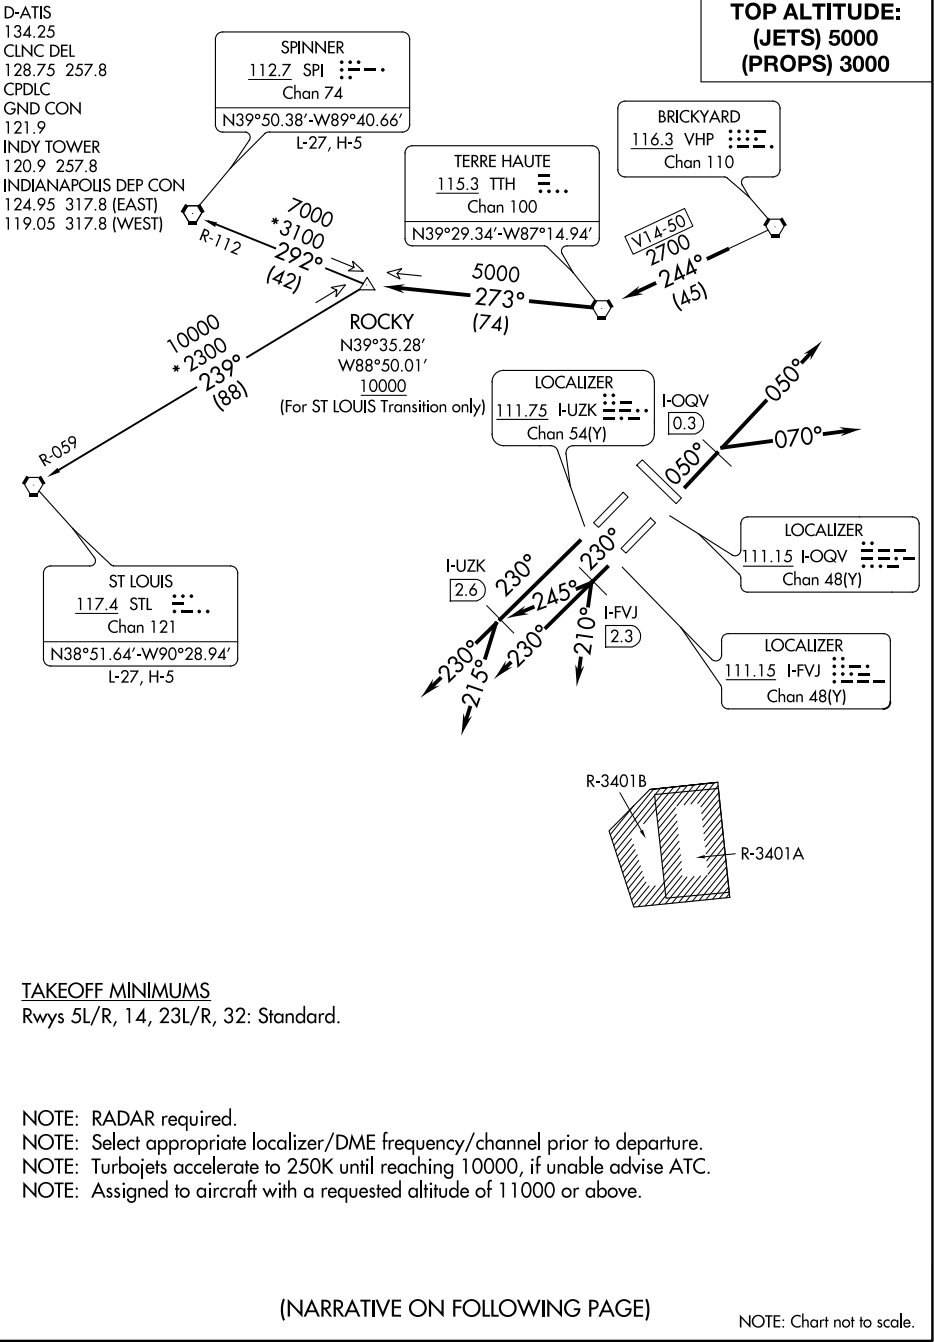 D-ATIS
134.25
CLNC DEL
128.75 257.8
CPDLC
GND CON
121.9
INDY TOWER
120.9 257.8
INDIANAPOLIS DEP CON
124.95 317.8 (EAST)
119.05 317.8 (WEST)
TOP ALTITUDE:
(JETS) 5000
(PROPS) 3000
SPINNER
112.7 SPI
Chan 74
N39°50.38’-W89°40.66’
L-27, H-5
TERRE HAUTE
115.3 TTH
Chan 100
N39°29.34’-W87°14.94’
BRICKYARD
116.3 VHP
Chan 110
R-112
7000
*3100
292°
(42)
5000
273°
(74)
V14-50
2700
244°
(45)
ROCKY
N39°35.28’
W88°50.01’
10000
(For ST LOUIS Transition only)
10000
*2300
239°
(88)
R-059
ST LOUIS
117.4 STL
Chan 121
N38°51.64’-W90°28.94’
L-27, H-5
LOCALIZER
111.75 I-UZK
Chan 54(Y)
I-OQV
0.3
050°
050°
070°
LOCALIZER
111.15 I-OQV
Chan 48(Y)
I-UZK
2.6
230°
230°
245°
I-FVJ
2.3
230°
215°
230°
210°
LOCALIZER
111.15 I-FVJ
Chan 48(Y)
R-3401B
R-3401A
TAKEOFF MINIMUMS
Rwys 5L/R, 14, 23L/R, 32: Standard.
NOTE: RADAR required.
NOTE: Select appropriate localizer/DME frequency/channel prior to departure.
NOTE: Turbojets accelerate to 250K until reaching 10000, if unable advise ATC.
NOTE: Assigned to aircraft with a requested altitude of 11000 or above.
(NARRATIVE ON FOLLOWING PAGE)
NOTE: Chart not to scale.